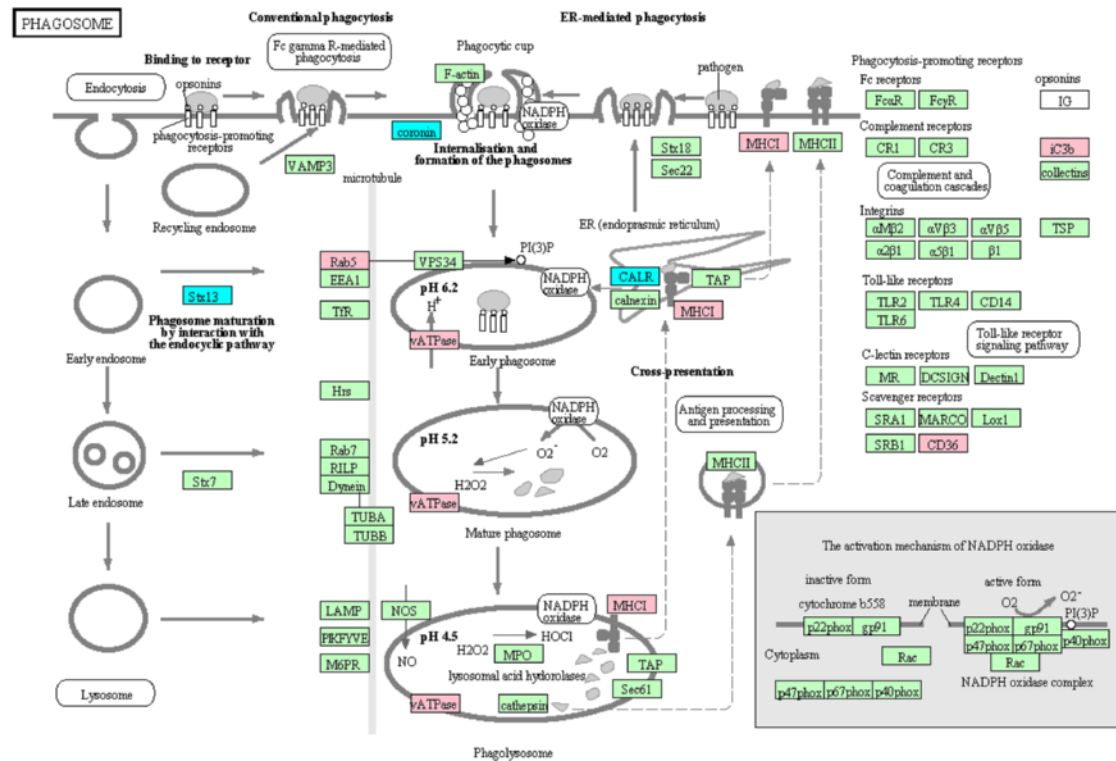 PHAGOSOME
Conventional phagocytosis
ER-mediated phagocytosis
Endocytosis
Binding to receptor
opsonins
phagocytosis-promoting
receptors
Fc gamma R-mediated
phagocytosis
Phagocytic cup
F-actin
NADPH
oxidase
coronin
Internalisation and
formation of the phagosomes
pathogen
MHCI
MHCII
Stx18
Sec22
VAMP3
microtubule
Recycling endosome
ER (endoprasmic reticulum)
Phagocytosis-promoting receptors
Fc receptors
opsonins
FcαR
FcγR
IG
Complement receptors
CR1
CR3
iC3b
collectins
Complement and
coagulation cascades
Integrins
αMβ2
αVβ3
αVβ5
TSP
α2β1
α5β1
β1
Toll-like receptors
TLR2
TLR4
CD14
TLR6
Toll-like receptor
signaling pathway
C-lectin receptors
MR
DCSIGN
Dectin1
Scavenger receptors
SRA1
MARCO
Lox1
SRB1
CD36
Stx13
Phagosome maturation
by interaction with
the endocyclic pathway
Early endosome
Rab5
EEA1
TfR
VPS34
PI(3)P
pH 6.2
H+
vATPase
NADPH
oxidase
Early phagosome
CALR
calnexin
TAP
MHCI
Cross-presentation
Antigen processing
and presentation
MHCII
Hrs
Rab7
RILP
Dynein
TUBA
TUBB
Stx7
Late endosome
NADPH
oxidase
pH 5.2
O2-
O2
H2O2
vATPase
Mature phagosome
LAMP
PIKFYVE
M6PR
NOS
NO
NADPH
oxidase
MHCI
pH 4.5
H2O2
HOCl
MPO
lysosomal acid hydorolases
TAP
Sec61
vATPase
cathepsin
Phagolysosome
Lysosome
The activation mechanism of NADPH oxidase
inactive form
active form
cytochrome b558
membrane
O2
O2-
PI(3)P
p22phox
gp91
p22phox
gp91
p47phox
p67phox
p40phox
Cytoplasm
Rac
Rac
NADPH oxidase complex
p47phox
p67phox
p40phox